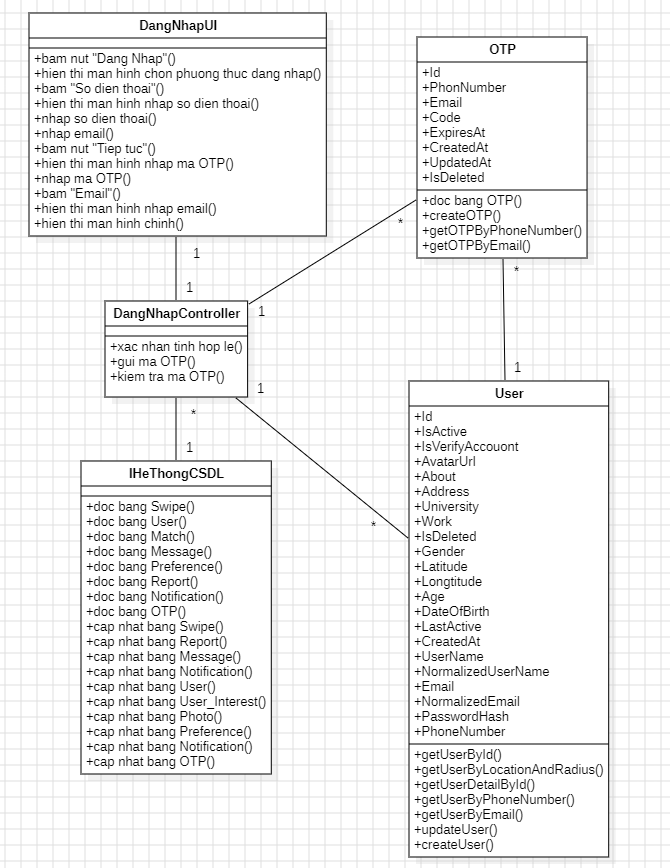 DangNhapUI
+bam nut "Dang Nhap"()
+hien thi man hinh chon phuong thuc dang nhap()
+bam "So dien thoai"()
+hien thi man hinh nhap so dien thoai()
+nhap so dien thoai()
+nhap email()
+bam nut "Tiep tuc"()
+hien thi man hinh nhap ma OTP()
+nhap ma OTP()
+bam "Email"()
+hien thi man hinh nhap email()
+hien thi man hinh chinh()
OTP
+Id
+PhonNumber
+Email
+Code
+ExpiresAt
+CreatedAt
+UpdatedAt
+IsDeleted
+doc bang OTP()
+createOTP()
+getOTPByPhoneNumber()
+getOTPByEmail()
1
1
*
1
*
1
DangNhapController
+xac nhan tinh hop le()
+gui ma OTP()
+kiem tra ma OTP()
1
*
*
1
IHeThongCSDL
+doc bang Swipe()
+doc bang User()
+doc bang Match()
+doc bang Message()
+doc bang Preference()
+doc bang Report()
+doc bang Notification()
+doc bang OTP()
+cap nhat bang Swipe()
+cap nhat bang Report()
+cap nhat bang Message()
+cap nhat bang Notification()
+cap nhat bang User()
+cap nhat bang User_Interest()
+cap nhat bang Photo()
+cap nhat bang Preference()
+cap nhat bang Notification()
+cap nhat bang OTP()
User
+Id
+IsActive
+IsVerifyAccouont
+AvatarUrl
+About
+Address
+University
+Work
+IsDeleted
+Gender
+Latitude
+Longtitude
+Age
+DateOfBirth
+LastActive
+CreatedAt
+UserName
+NormalizedUserName
+Email
+NormalizedEmail
+PasswordHash
+PhoneNumber
+getUserById()
+getUserByLocationAndRadius()
+getUserDetailById()
+getUserByPhoneNumber()
+getUserByEmail()
+updateUser()
+createUser()